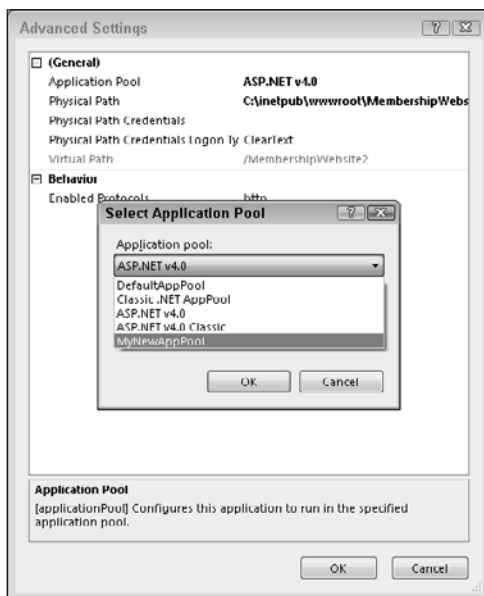 Advanced Settings
(General)
Application Pool ASP.NET v4.0
Physical Path C:\inetpub\wwwroot\MembershipWebs
Physical Path Credentials
Physical Path Credentials Logon Ty ClearText
Virtual Path /MembershipWebsite2
Behavior
Enabled Protocols http
Select Application Pool
Application pool:
ASP.NET v4.0
DefaultAppPool
Classic .NET AppPool
ASP.NET v4.0
ASP.NET v4.0 Classic
MyNewAppPool
OK Cancel
Application Pool
[applicationPool] Configures this application to run in the specified
application pool.
OK Cancel